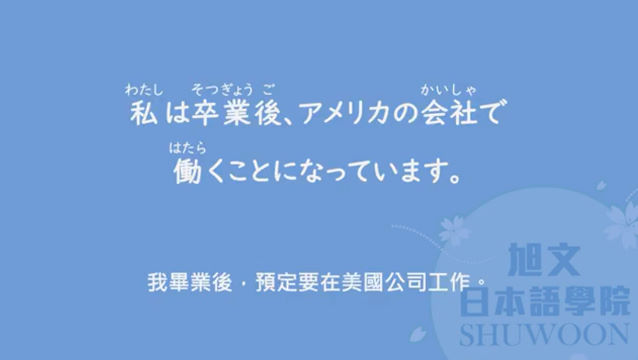 わたし そつぎょう ご かいしゃ
私は卒業後、アメリカの会社で
はたら
働くことになっています。
我畢業後，預定要在美國公司工作。
旭文
日本語學院
SHUWOON